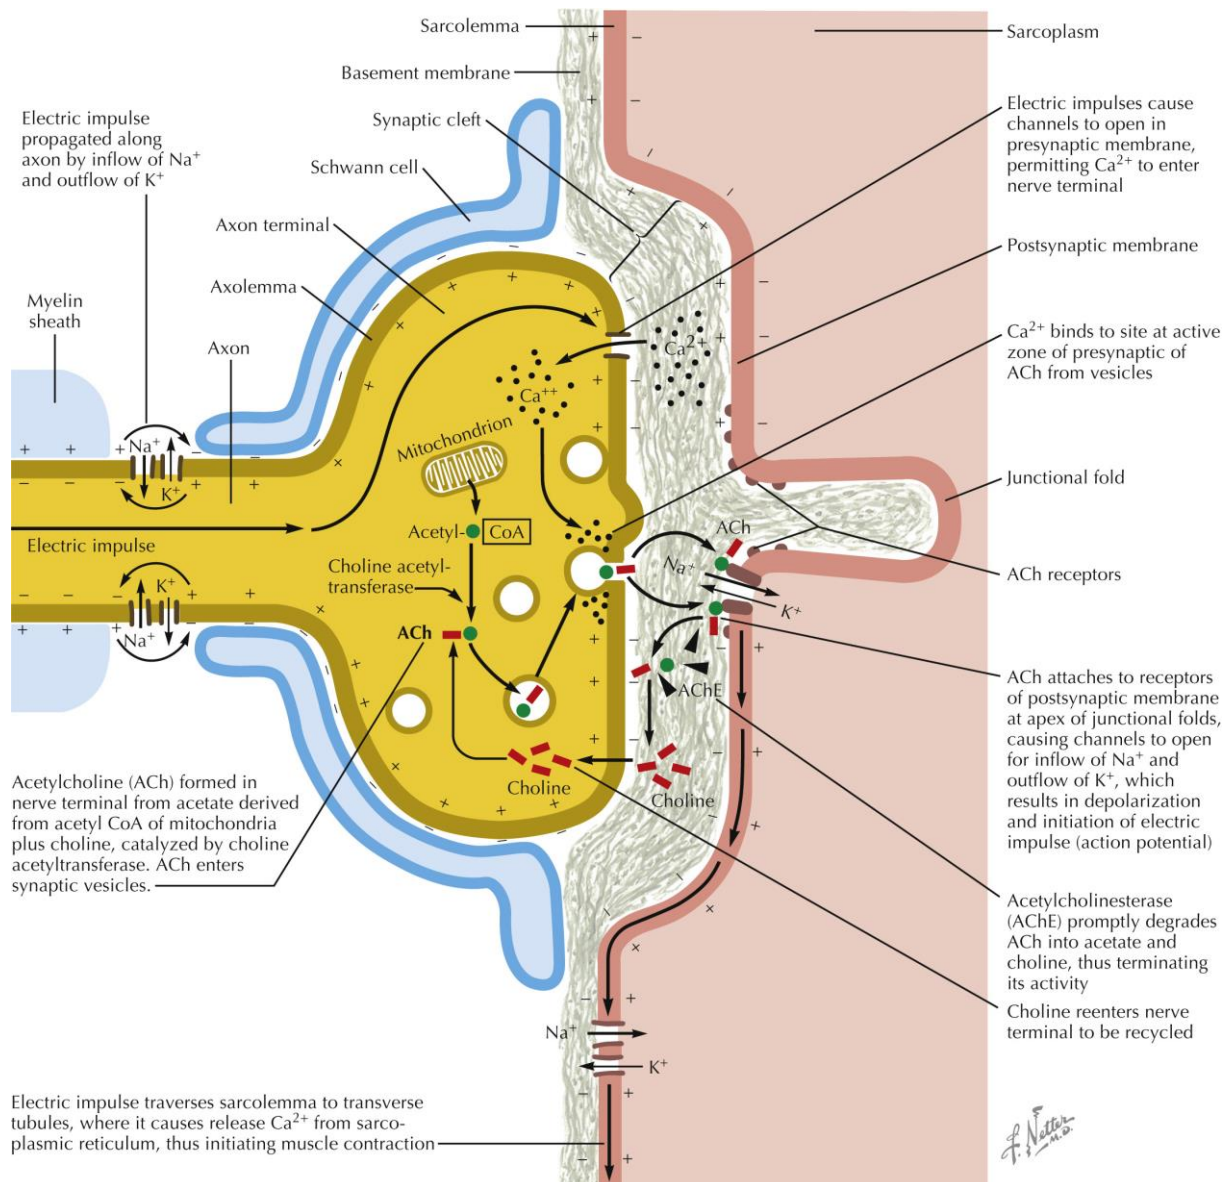 Sarcolemma
Sarcoplasm
Basement membrane
Synaptic cleft
Schwann cell
Axon terminal
Axolemma
Axon
Myelin
sheath
Electric impulse
propagated along
axon by inflow of Na⁺
and outflow of K⁺
Electric impulses cause
channels to open in
presynaptic membrane,
permitting Ca²⁺ to enter
nerve terminal
Postsynaptic membrane
Ca²⁺ binds to site at active
zone of presynaptic of
ACh from vesicles
Junctional fold
ACh receptors
Na⁺
K⁺
Electric impulse
K⁺
Na⁺
Ca²⁺
Ca⁺⁺
Mitochondrion
Acetyl-
CoA
Choline acetyl-
transferase
ACh
ACh
Na⁺
K⁺
AChE
Choline
Choline
ACh attaches to receptors
of postsynaptic membrane
at apex of junctional folds,
causing channels to open
for inflow of Na⁺ and
outflow of K⁺, which
results in depolarization
and initiation of electric
impulse (action potential)
Acetylcholine (ACh) formed in
nerve terminal from acetate derived
from acetyl CoA of mitochondria
plus choline, catalyzed by choline
acetyltransferase. ACh enters
synaptic vesicles.
Acetylcholinesterase
(AChE) promptly degrades
ACh into acetate and
choline, thus terminating
its activity
Choline reenters nerve
terminal to be recycled
Na⁺
K⁺
Electric impulse traverses sarcolemma to transverse
tubules, where it causes release Ca²⁺ from sarco-
plasmic reticulum, thus initiating muscle contraction
F. Netter
M.D.